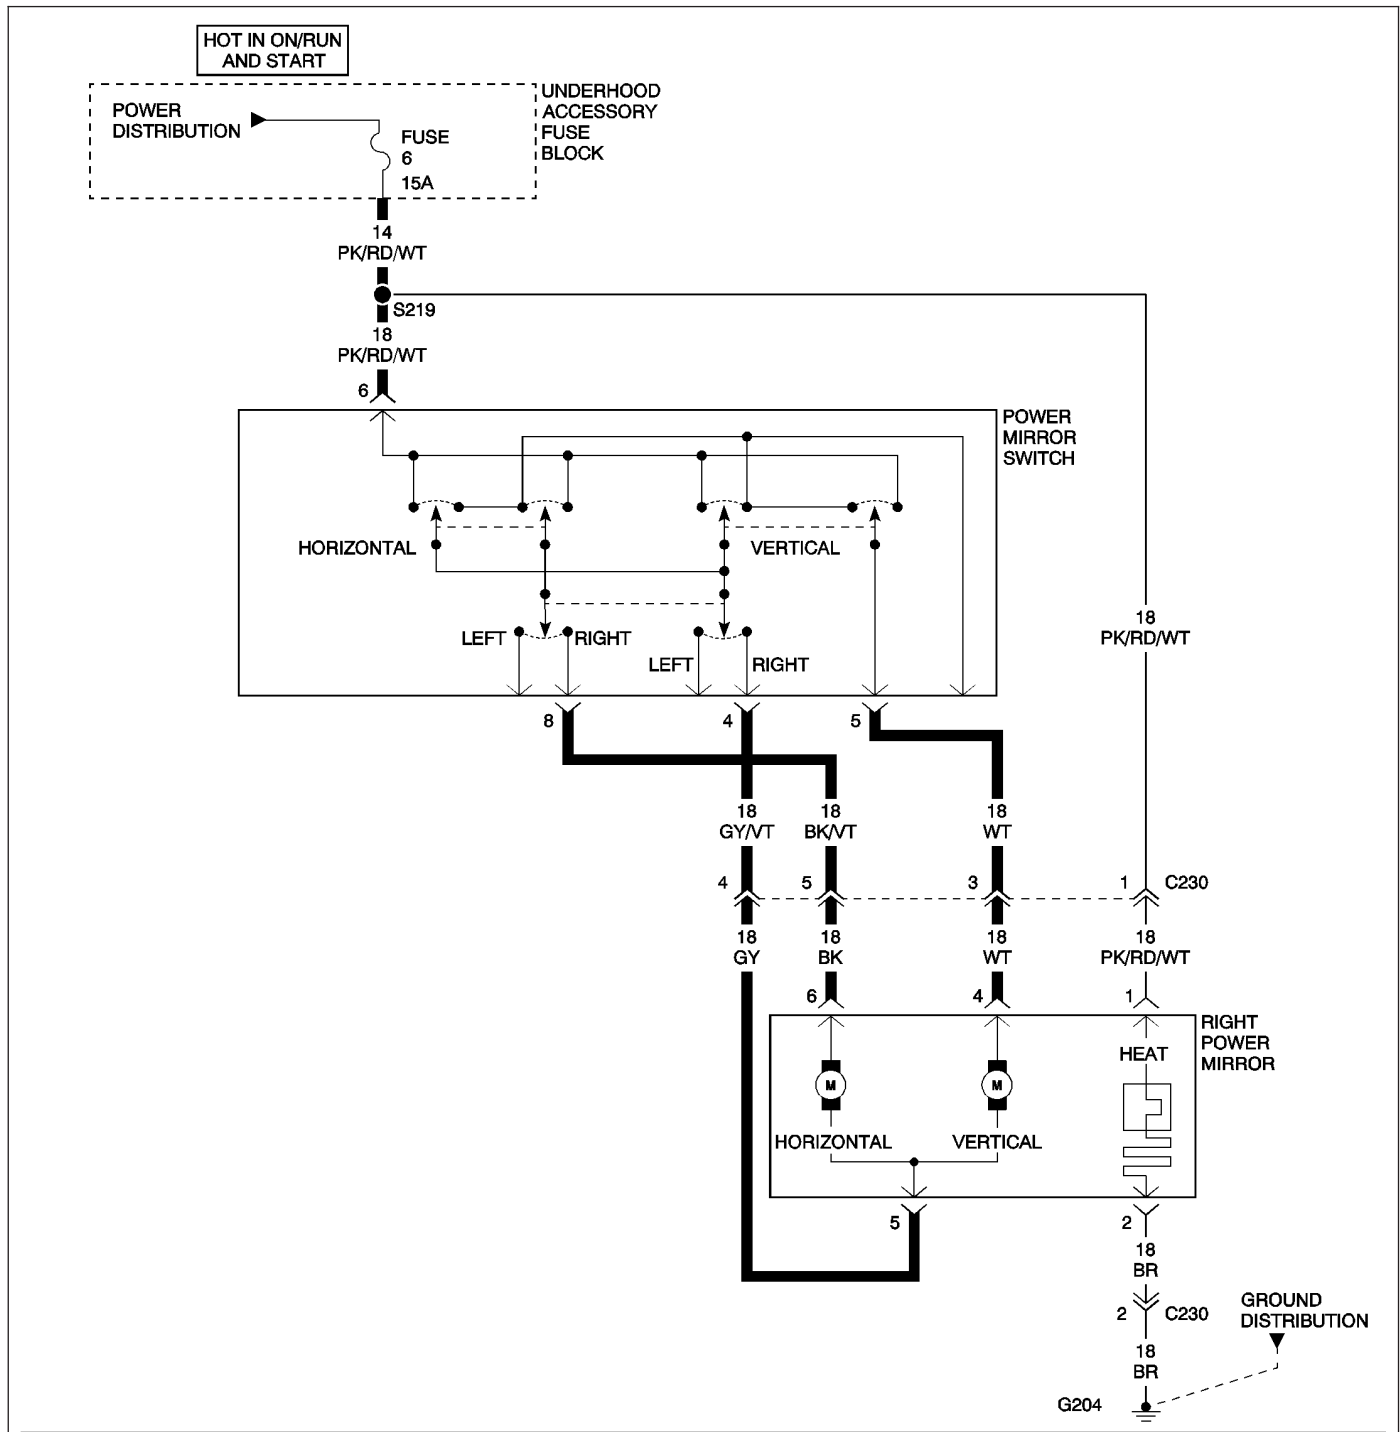 HOT IN ON/RUN
AND START
UNDERHOOD
ACCESSORY
FUSE
BLOCK
POWER
DISTRIBUTION
FUSE
6
15A
14
PK/RD/WT
S219
18
PK/RD/WT
6
POWER
MIRROR
SWITCH
HORIZONTAL
VERTICAL
LEFT
RIGHT
LEFT
RIGHT
18
PK/RD/WT
8
4
5
18
GY/VT
18
BK/VT
18
WT
4
5
3
1
C230
18
GY
18
BK
18
WT
18
PK/RD/WT
6
4
1
RIGHT
POWER
MIRROR
HEAT
M
M
HORIZONTAL
VERTICAL
5
2
18
BR
2
C230
GROUND
DISTRIBUTION
18
BR
G204